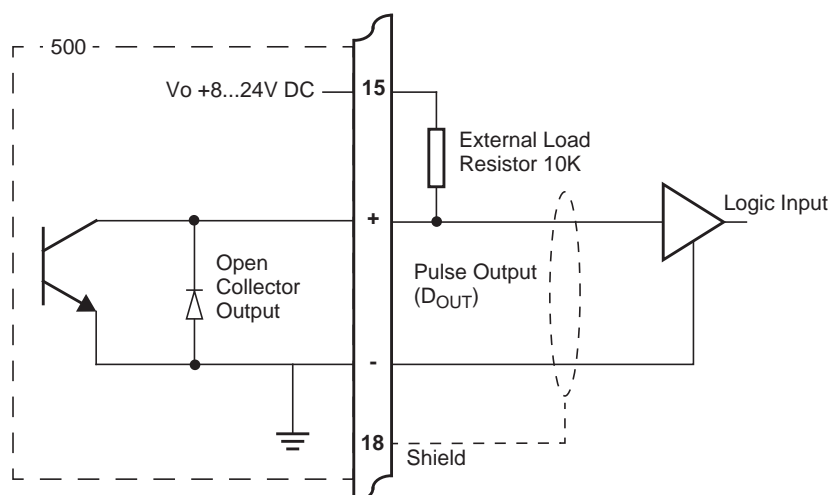 500
Vo +8...24V DC
15
External Load
Resistor 10K
+
Logic Input
Open
Collector
Output
Pulse Output
(DOUT)
-
18
Shield